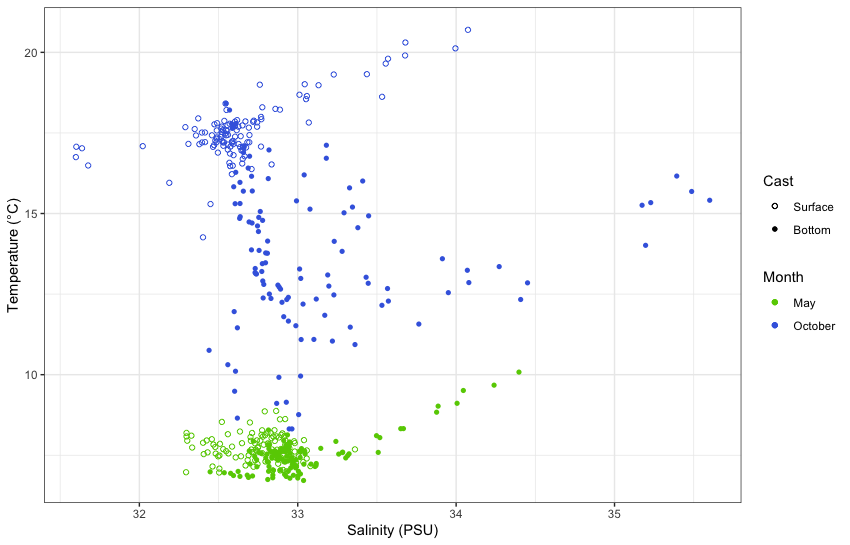 20
15
10
Temperature (°C)
32
33
34
35
Salinity (PSU)
Cast
Surface
Bottom
Month
May
October